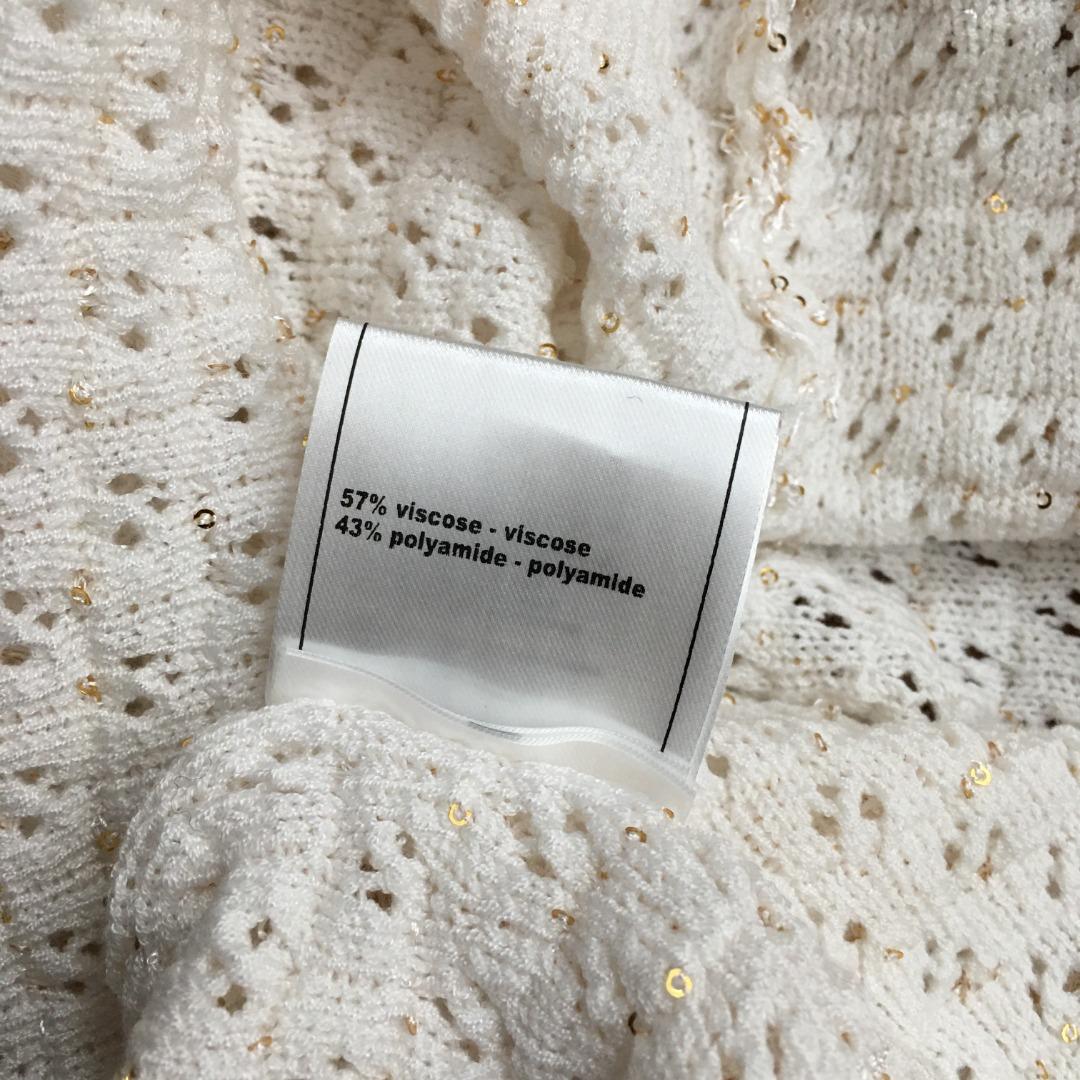 57% viscose - viscose
43% polyamide - polyamide